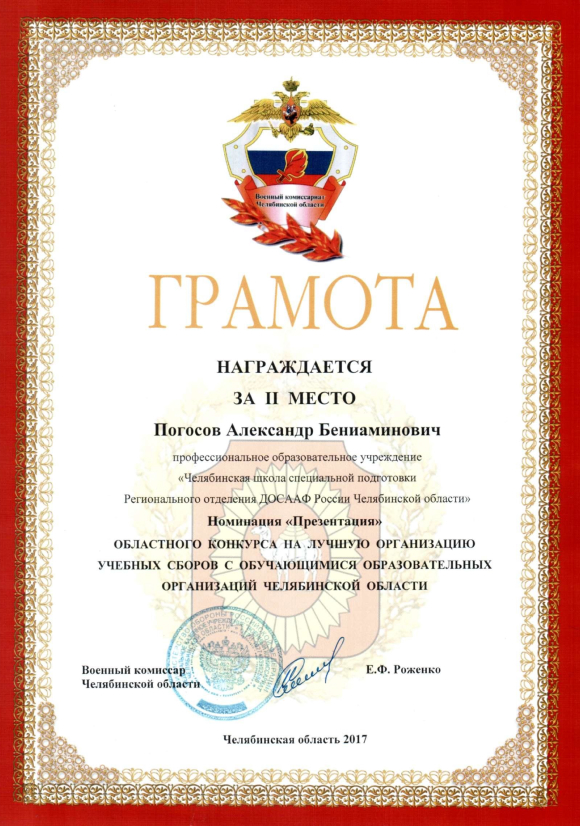 Военный комиссариат
Челябинской области
ГРАМОТА
НАГРАЖДАЕТСЯ
ЗА II МЕСТО
Погосов Александр Бениаминович
профессиональное образовательное учреждение
«Челябинская школа специальной подготовки
Регионального отделения ДОСААФ России Челябинской области»
Номинация «Презентация»
ОБЛАСТНОГО КОНКУРСА НА ЛУЧШУЮ ОРГАНИЗАЦИЮ
УЧЕБНЫХ СБОРОВ С ОБУЧАЮЩИМИСЯ ОБРАЗОВАТЕЛЬНЫХ
ОРГАНИЗАЦИЙ ЧЕЛЯБИНСКОЙ ОБЛАСТИ
Военный комиссар
Челябинской области
Е.Ф. Роженко
Челябинская область 2017